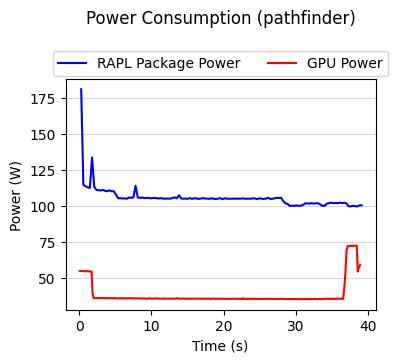 Power Consumption (pathfinder)
RAPL Package Power
GPU Power
175
150
125
100
75
50
Power (W)
0
10
20
30
40
Time (s)